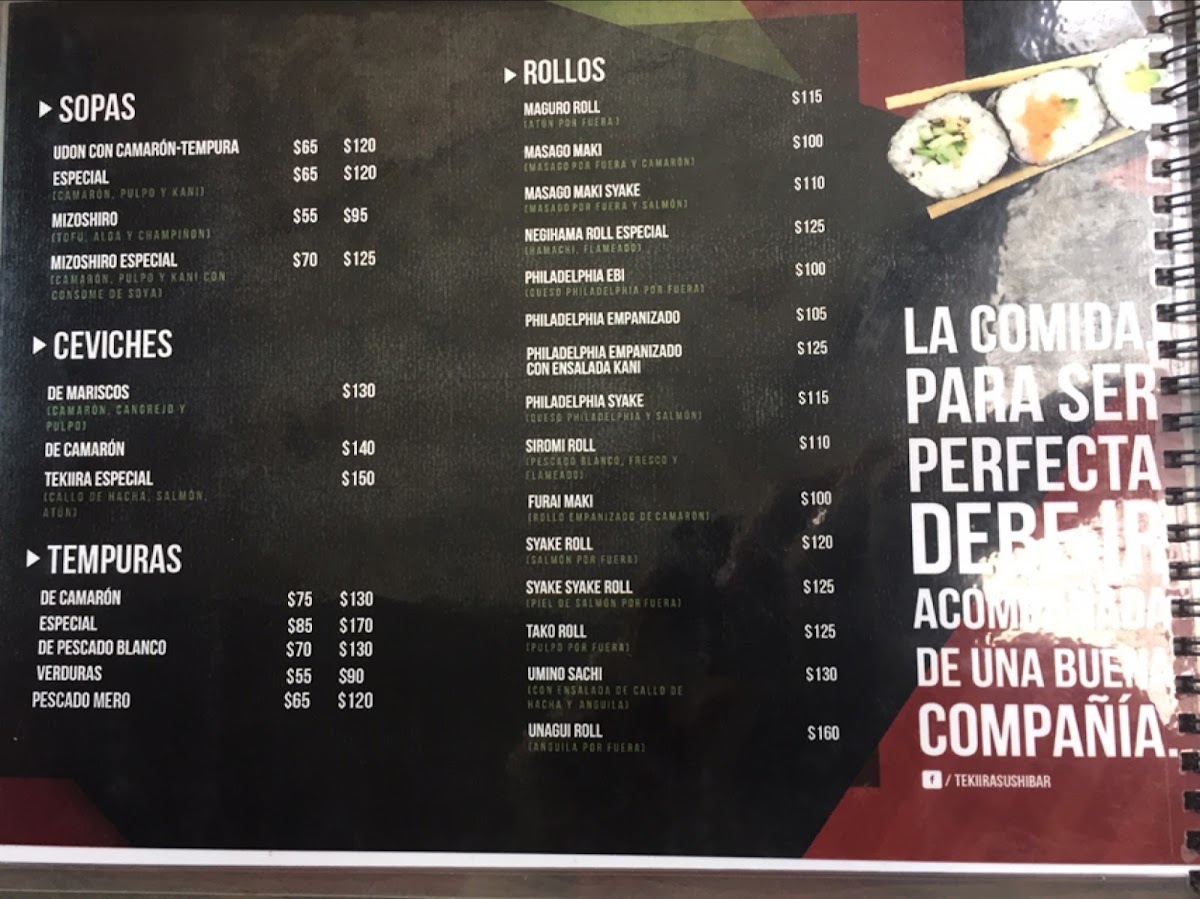 SOPAS
UDON CON CAMARÓN-TEMPURA $65 $120
ESPECIAL $65 $120
(CAMARÓN, PULPO Y KANI)
MIZOSHIRO $55 $95
(TOFU, ALGA Y CHAMPIÑON)
MIZOSHIRO ESPECIAL $70 $125
(CAMARÓN, PULPO Y KANI CON
CONSOME DE SOYA)
CEVICHES
DE MARISCOS $130
(CAMARÓN, CANGREJO Y
PULPO)
DE CAMARÓN $140
TEKIIRA ESPECIAL $150
(CALLO DE HACHA, SALMÓN,
ATÚN)
TEMPURAS
DE CAMARÓN $75 $130
ESPECIAL $85 $170
DE PESCADO BLANCO $70 $130
VERDURAS $55 $90
PESCADO MERO $65 $120
ROLLOS
MAGURO ROLL $115
(ATÚN POR FUERA)
MASAGO MAKI $100
(MASAGO POR FUERA Y CAMARÓN)
MASAGO MAKI SYAKE $110
(MASAGO POR FUERA Y SALMÓN)
NEGIHAMA ROLL ESPECIAL $125
(HAMACHI, FLAMEADO)
PHILADELPHIA EBI $100
(QUESO PHILADELPHIA POR FUERA)
PHILADELPHIA EMPANIZADO $105
PHILADELPHIA EMPANIZADO $125
CON ENSALADA KANI
PHILADELPHIA SYAKE $115
(QUESO PHILADELPHIA Y SALMÓN)
SIROMI ROLL $110
(PESCADO BLANCO, FRESCO Y
FLAMEADO)
FURAI MAKI $100
(ROLLO EMPANIZADO DE CAMARÓN)
SYAKE ROLL $120
(SALMÓN POR FUERA)
SYAKE SYAKE ROLL $125
(PIEL DE SALMÓN POR FUERA)
TAKO ROLL $125
(PULPO POR FUERA)
UMINO SACHI $130
(CON ENSALADA DE CALLO DE
HACHA Y ANGUILA)
UNAGUI ROLL $160
(ANGUILA POR FUERA)
LA COMIDA,
PARA SER
PERFECTA
DEBE IR
ACOMPAÑADA
DE UNA BUENA
COMPAÑÍA.
f / TEKIIRASUSHIBAR